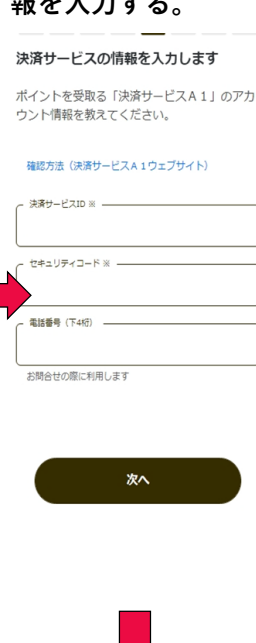 報を入力する。
決済サービスの情報を入力します
ポイントを受取る「決済サービスA1」のアカ
ウント情報を教えてください。
確認方法（決済サービスA1ウェブサイト）
決済サービスID ※
セキュリティコード ※
電話番号（下4桁）
お問合せの際に利用します
次へ